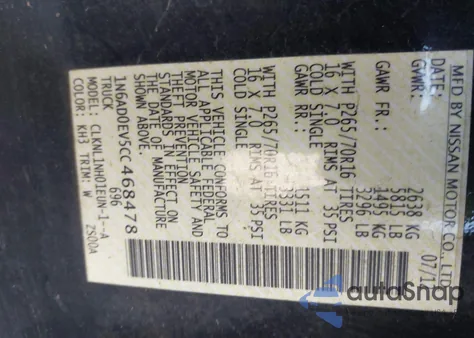 MFD BY NISSAN MOTOR CO., LTD
DATE: 07/1
GVWR: 2638 KG
5815 LB
GAWR FR: 1495 KG
3296 LB
WITH P265/70R16 TIRES
16 X 7.0 RIMS AT 35 PSI
COLD SINGLE
GAWR RR: 1511 KG
3331 LB
WITH P265/70R16 TIRES
16 X 7.0 RIMS AT 35 PSI
COLD SINGLE
THIS VEHICLE CONFORMS TO
ALL APPLICABLE FEDERAL
MOTOR VEHICLE SAFETY AND
THEFT PREVENTION
STANDARDS IN EFFECT ON
THE DATE OF MANUFACTURE
SHOWN ABOVE.
1N6AD0EV5CC468478
TRUCK 696
MODEL: CLKNL1NH01EUN-1--A
COLOR: KH3 TRIM: W 2S00A
autoSnap